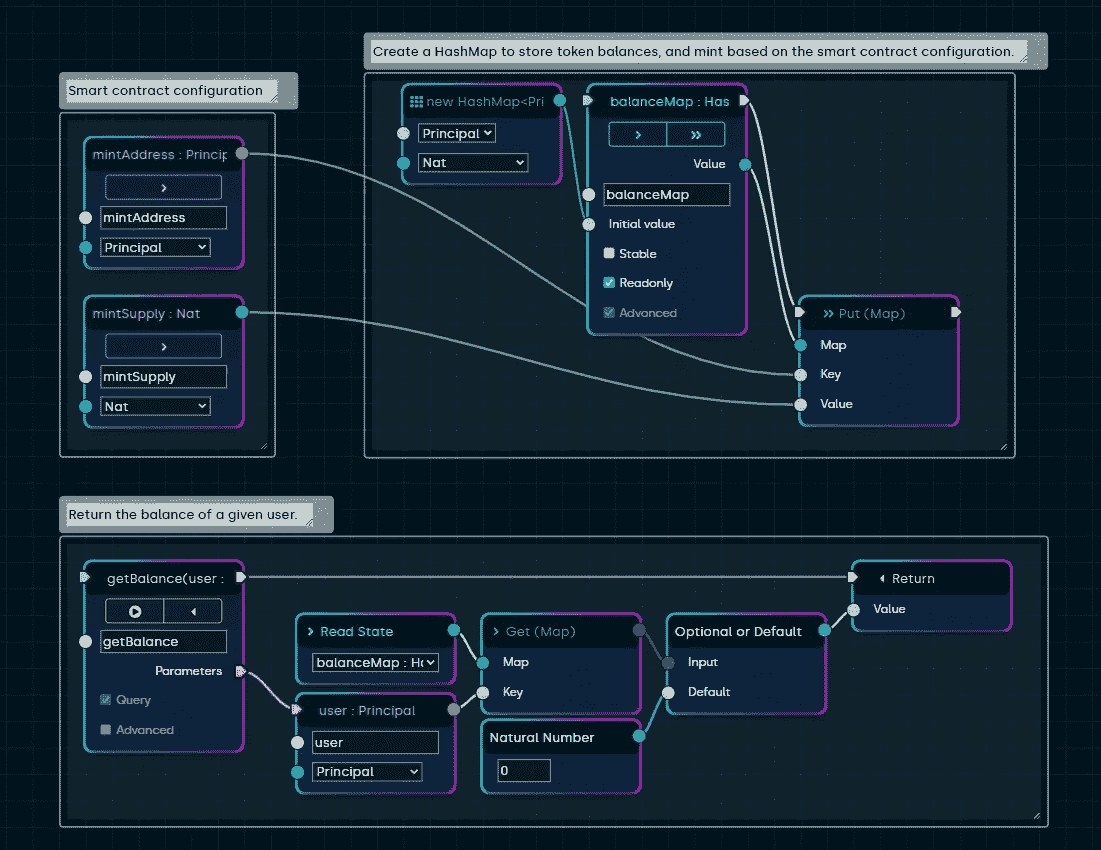 Create a HashMap to store token balances, and mint based on the smart contract configuration.
Smart contract configuration
mintAddress : Princip
mintAddress
Principal
mintSupply : Nat
mintSupply
Nat
new HashMap<Pri
Principal
Nat
balanceMap : Has
Value
balanceMap
Initial value
Stable
Readonly
Advanced
Put (Map)
Map
Key
Value
Return the balance of a given user.
getBalance(user :
getBalance
Parameters
Query
Advanced
Read State
balanceMap : Ha
user : Principal
user
Principal
Get (Map)
Map
Key
Natural Number
0
Optional or Default
Input
Default
Return
Value